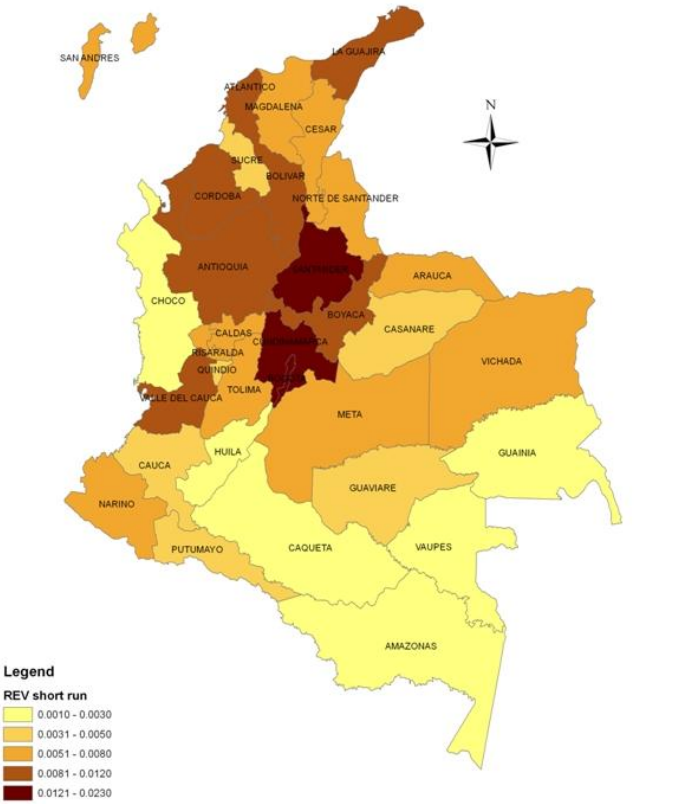 N
LA GUAJIRA
SAN ANDRES
ATLANTICO
MAGDALENA
CESAR
SUCRE
BOLIVAR
CORDOBA
NORTE DE SANTANDER
ANTIOQUIA
SANTANDER
ARAUCA
CHOCO
BOYACA
CASANARE
CALDAS
CUNDINAMARCA
RISARALDA
VICHADA
QUINDIO
BOGOTA
TOLIMA
VALLE DEL CAUCA
META
HUILA
GUAINIA
CAUCA
GUAVIARE
NARINO
PUTUMAYO
CAQUETA
VAUPES
AMAZONAS
Legend
REV short run
0.0010 - 0.0030
0.0031 - 0.0050
0.0051 - 0.0080
0.0081 - 0.0120
0.0121 - 0.0230